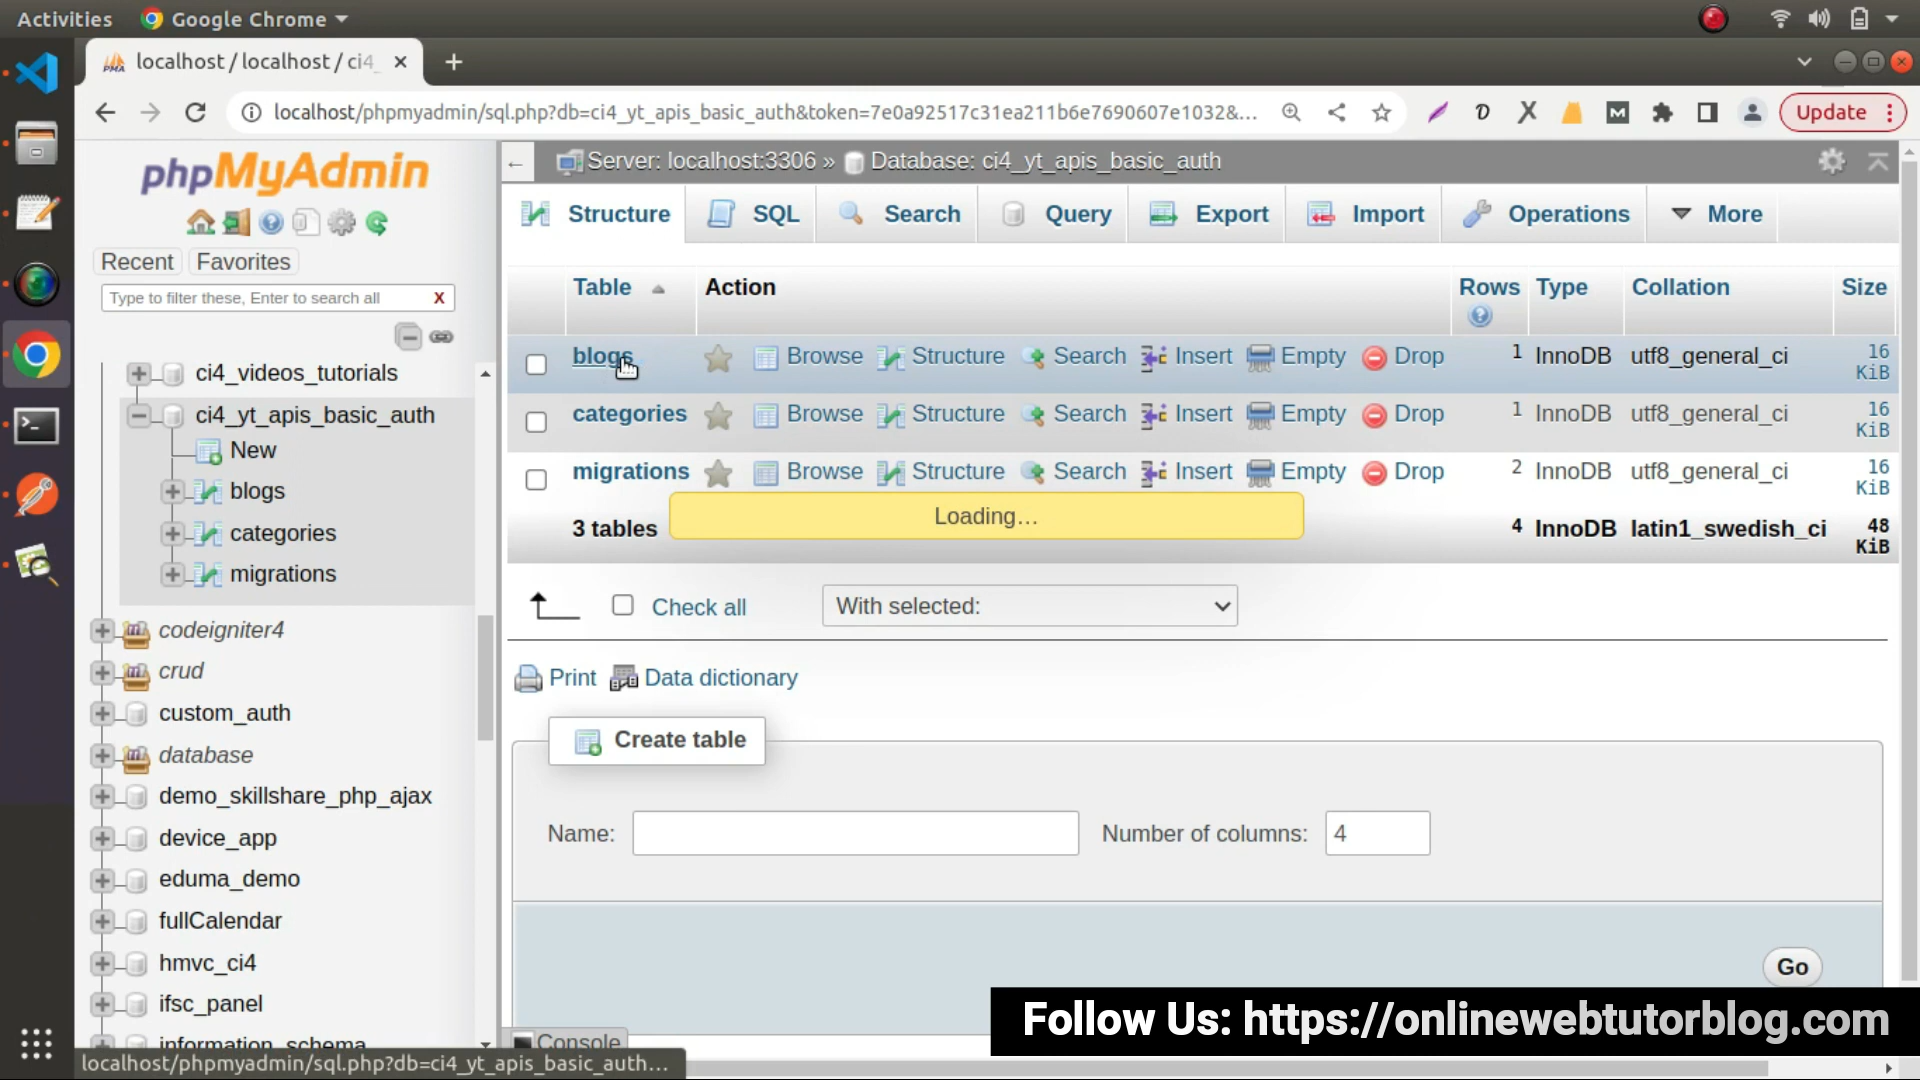 Activities Google Chrome
localhost / localhost / ci4_
localhost/phpmyadmin/sql.php?db=ci4_yt_apis_basic_auth&token=7e0a92517c31ea211b6e7690607e1032&...
Update
phpMyAdmin
Recent Favorites
Type to filter these, Enter to search all X
ci4_videos_tutorials
ci4_yt_apis_basic_auth
New
blogs
categories
migrations
codeigniter4
crud
custom_auth
database
demo_skillshare_php_ajax
device_app
eduma_demo
fullCalendar
hmvc_ci4
ifsc_panel
information_schema
Server: localhost:3306 » Database: ci4_yt_apis_basic_auth
Structure SQL Search Query Export Import Operations More
Table Action Rows Type Collation Size
blogs Browse Structure Search Insert Empty Drop 1 InnoDB utf8_general_ci 16 KiB
categories Browse Structure Search Insert Empty Drop 1 InnoDB utf8_general_ci 16 KiB
migrations Browse Structure Search Insert Empty Drop 2 InnoDB utf8_general_ci 16 KiB
Loading...
3 tables 4 InnoDB latin1_swedish_ci 48 KiB
Check all With selected:
Print Data dictionary
Create table
Name: Number of columns: 4
Go
Console
Follow Us: https://onlinewebtutorblog.com
localhost/phpmyadmin/sql.php?db=ci4_yt_apis_basic_auth...